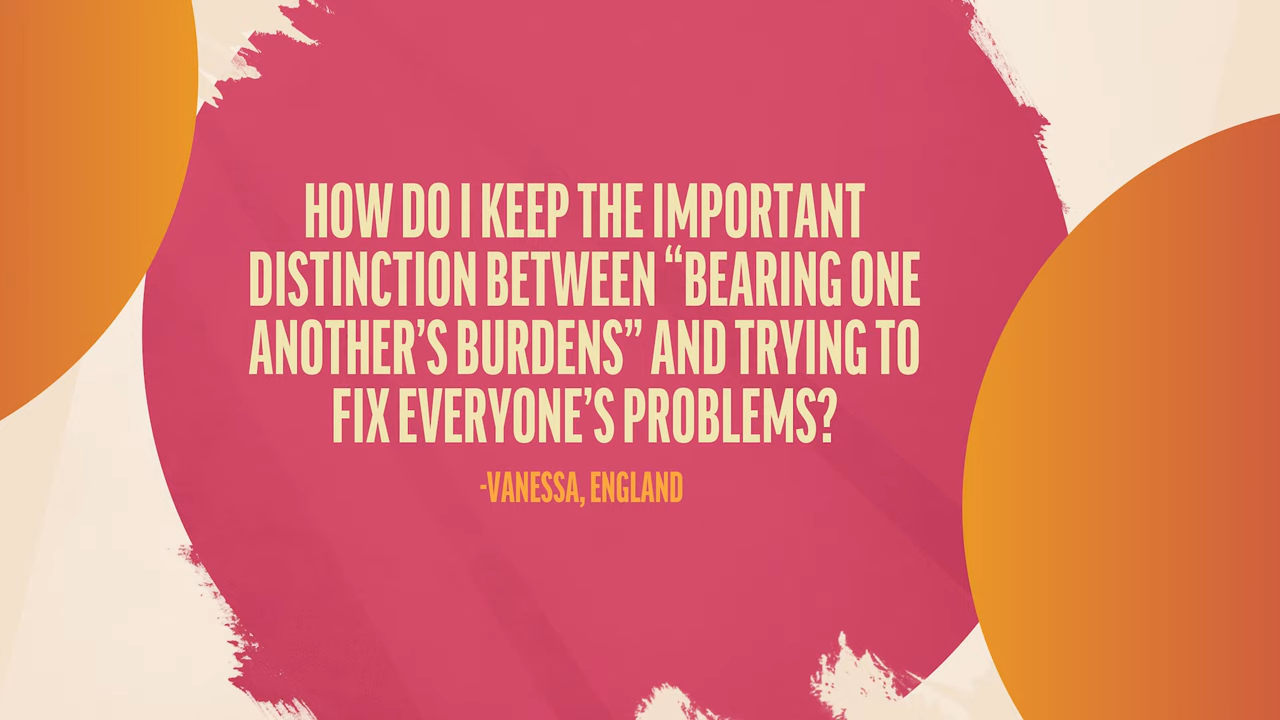 HOW DO I KEEP THE IMPORTANT
DISTINCTION BETWEEN “BEARING ONE
ANOTHER’S BURDENS” AND TRYING TO
FIX EVERYONE’S PROBLEMS?
-VANESSA, ENGLAND